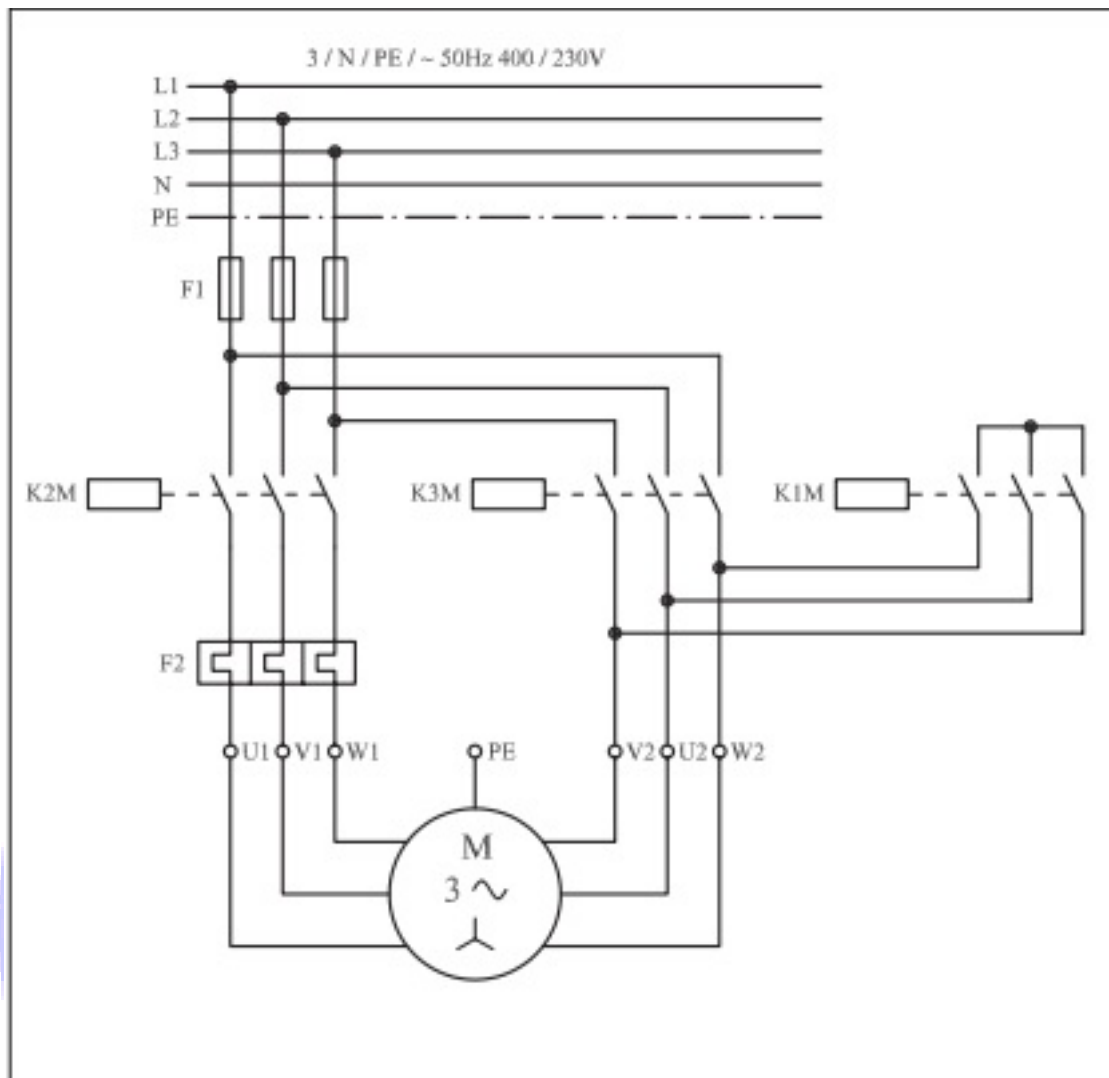 3 / N / PE / ~ 50Hz 400 / 230V
L1
L2
L3
N
PE
F1
K2M K3M K1M
F2
U1 V1 W1 PE V2 U2 W2
M
3 ~